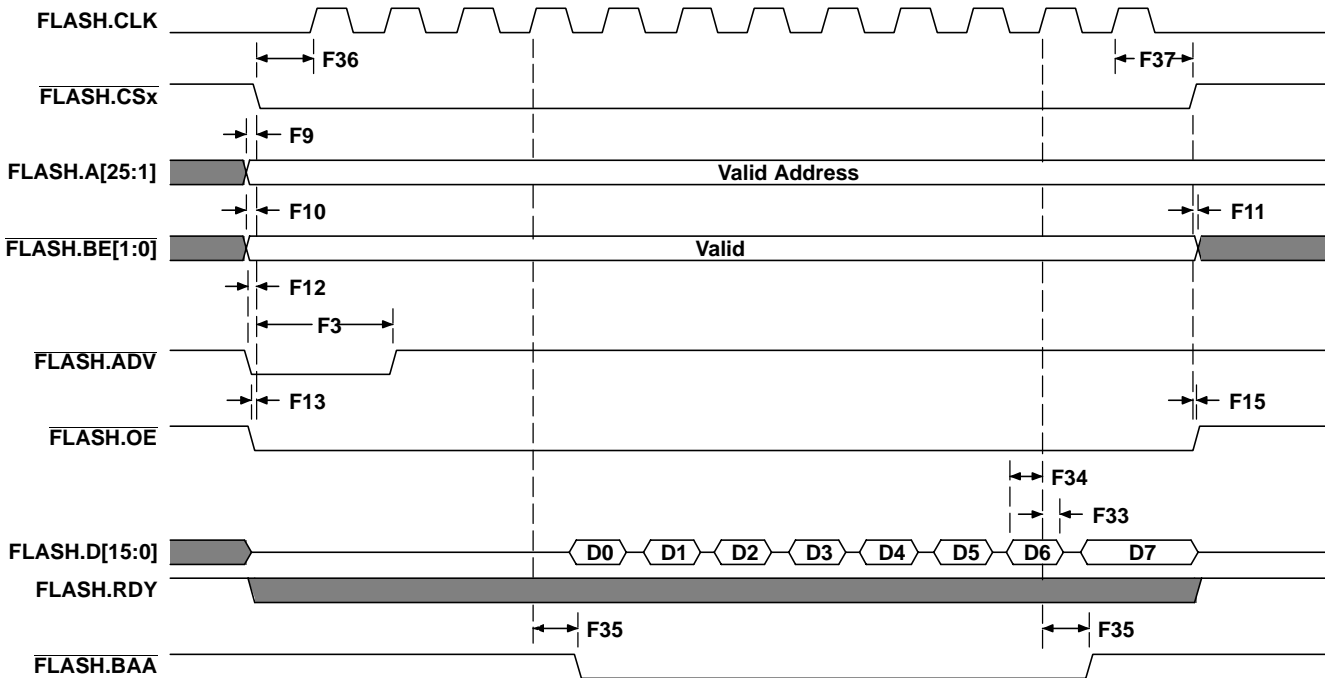 FLASH.CLK
F36
F37
FLASH.CSx
F9
FLASH.A[25:1]
Valid Address
F10
F11
FLASH.BE[1:0]
Valid
F12
F3
FLASH.ADV
F13
F15
FLASH.OE
F34
F33
FLASH.D[15:0]
D0 D1 D2 D3 D4 D5 D6 D7
FLASH.RDY
F35
F35
FLASH.BAA